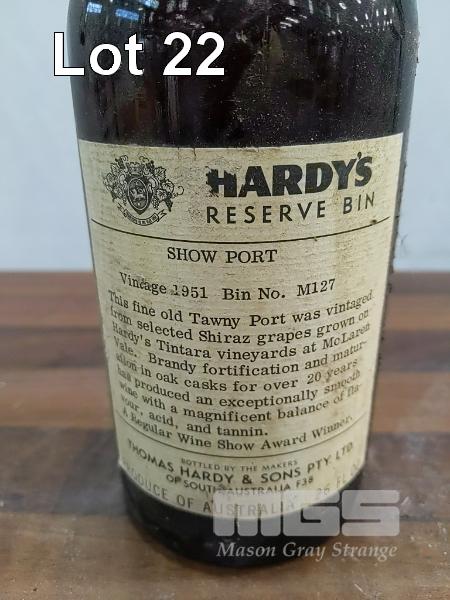 Lot 22
HARDY'S
RESERVE BIN
SHOW PORT
Vintage 1951 Bin No. M127
This fine old Tawny Port was vintaged
from selected Shiraz grapes grown on
Hardy's Tintara vineyards at McLaren
Vale. Brandy fortification and matur-
ation in oak casks for over 20 years
has produced an exceptionally smooth
wine with a magnificent balance of fla-
vour, acid, and tannin.
A Regular Wine Show Award Winner.
BOTTLED BY THE MAKERS
THOMAS HARDY & SONS PTY. LTD.
OF SOUTH AUSTRALIA F38
PRODUCE OF AUSTRALIA 26 FL.
MGS
Mason Gray Strange